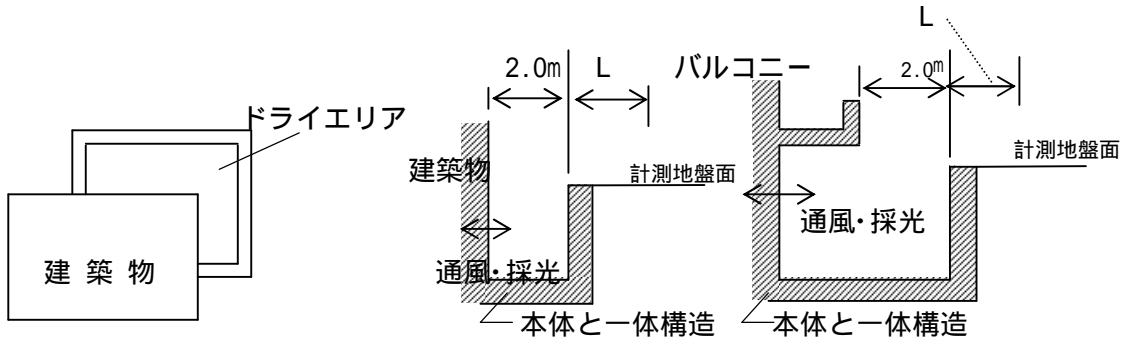 ドライエリア
建 築 物
2.0m
L
建築物
計測地盤面
通風・採光
本体と一体構造
L
バルコニー
2.0m
計測地盤面
通風・採光
本体と一体構造